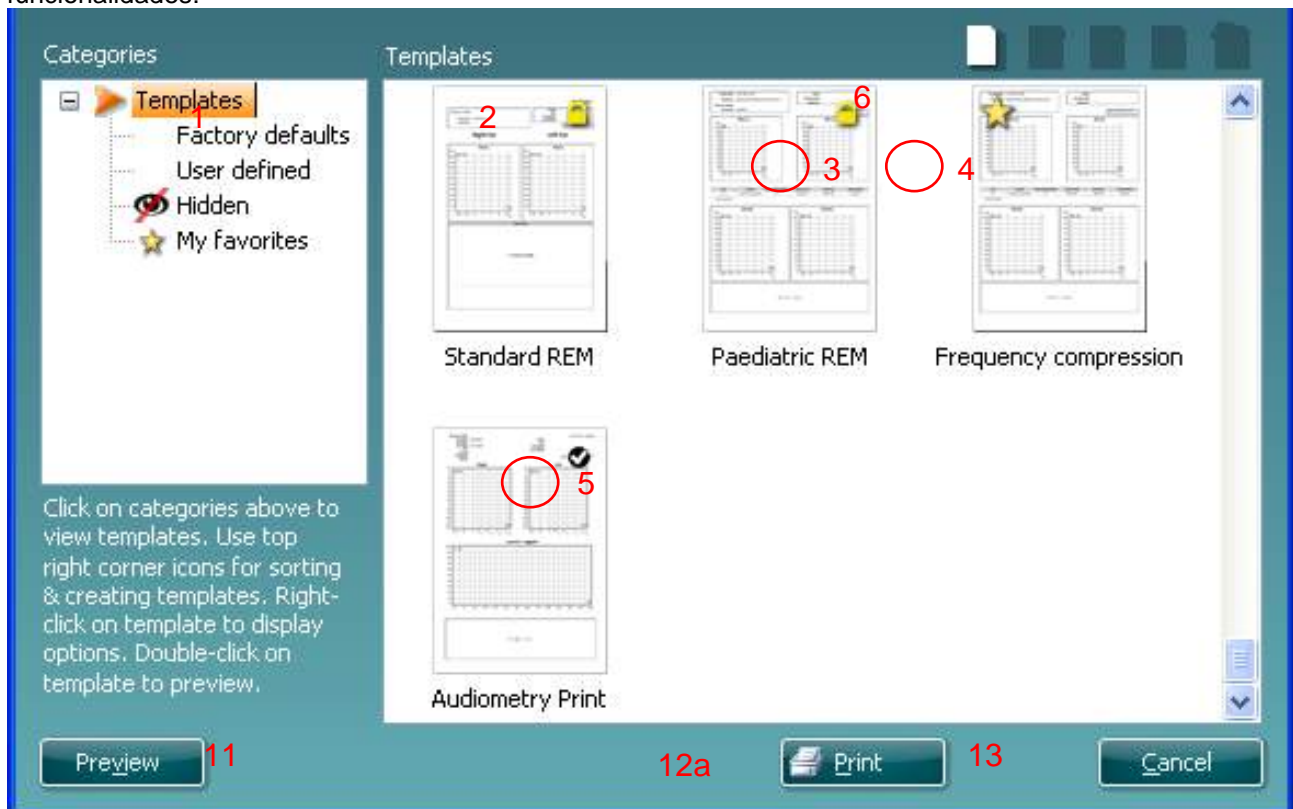 funcionalidades.
Categories
Templates
Templates
1
Factory defaults
User defined
Hidden
My favorites
2
6
3
4
Standard REM
Paediatric REM
Frequency compression
5
Audiometry Print
Click on categories above to
view templates. Use top
right corner icons for sorting
& creating templates. Right-
click on template to display
options. Double-click on
template to preview.
Preview
11
12a
Print
13
Cancel